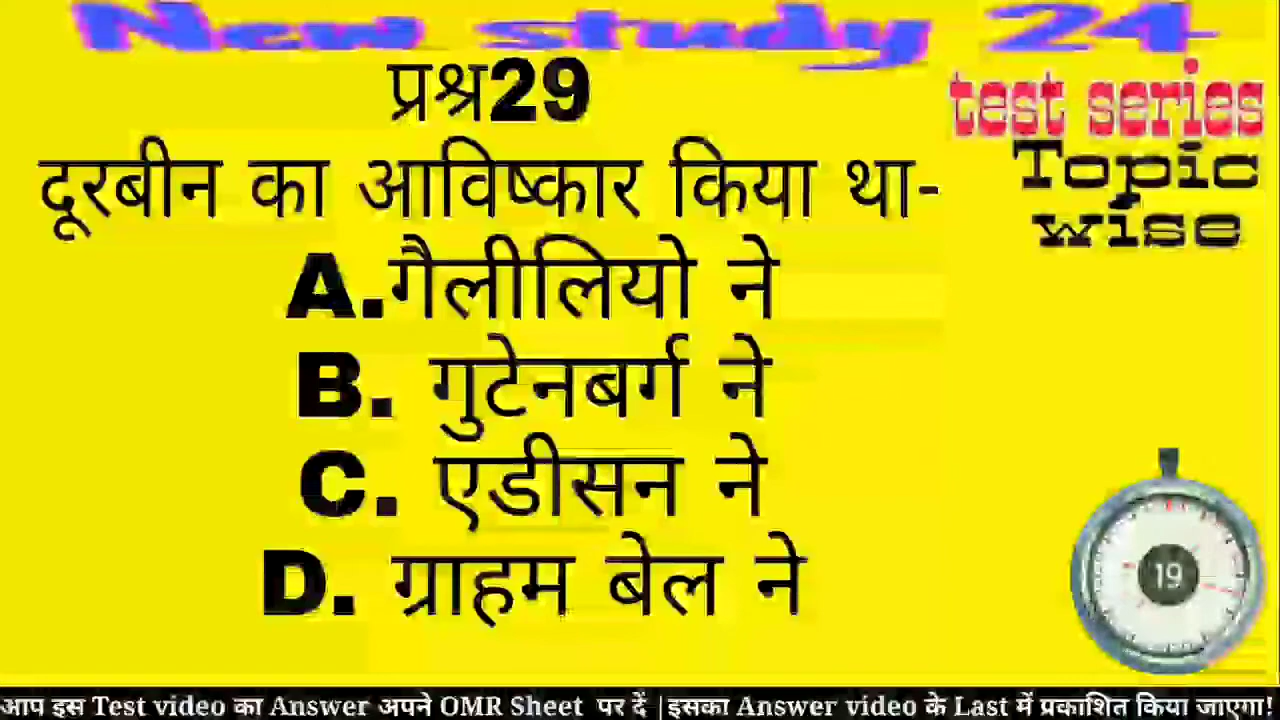 New study 24
test series
Topic
wise
प्रश्न29
दूरबीन का आविष्कार किया था-
A.गैलीलियो ने
B. गुटेनबर्ग ने
C. एडीसन ने
D. ग्राहम बेल ने
19
आप इस Test video का Answer अपने OMR Sheet पर दें |इसका Answer video के Last में प्रकाशित किया जाएगा!